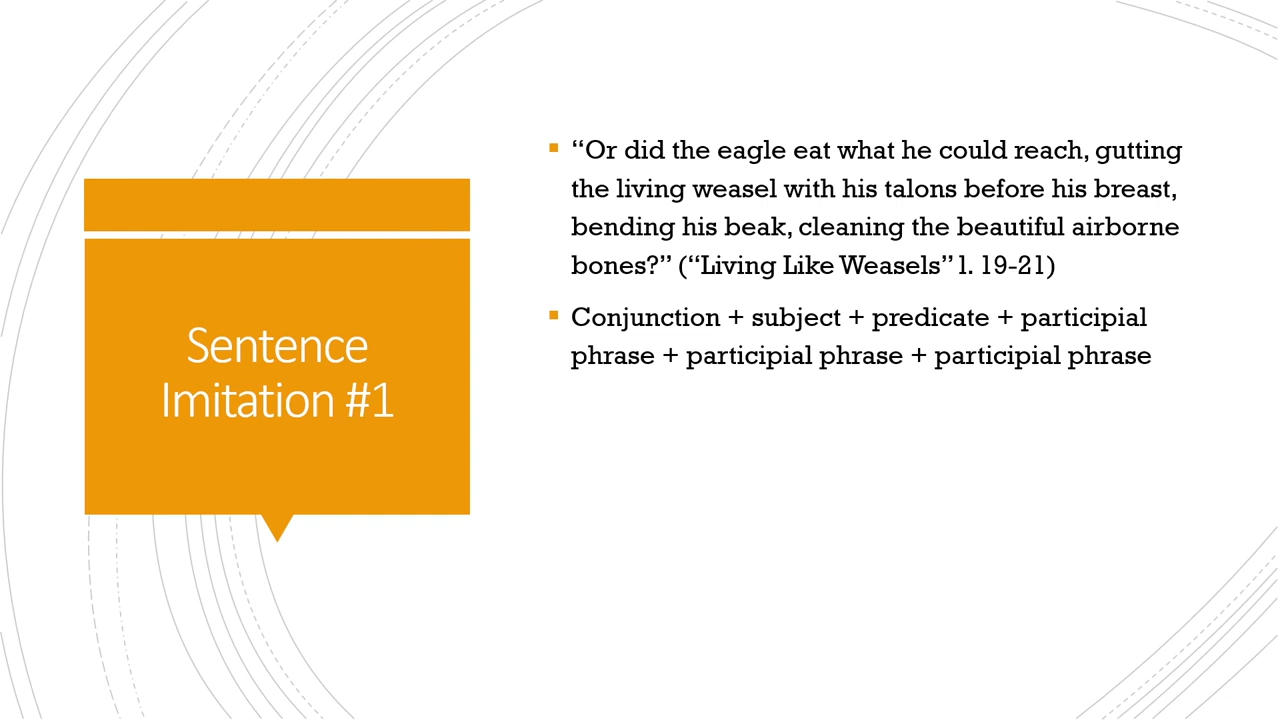 Sentence
Imitation #1
“Or did the eagle eat what he could reach, gutting
the living weasel with his talons before his breast,
bending his beak, cleaning the beautiful airborne
bones?” (“Living Like Weasels” l. 19-21)
Conjunction + subject + predicate + participial
phrase + participial phrase + participial phrase